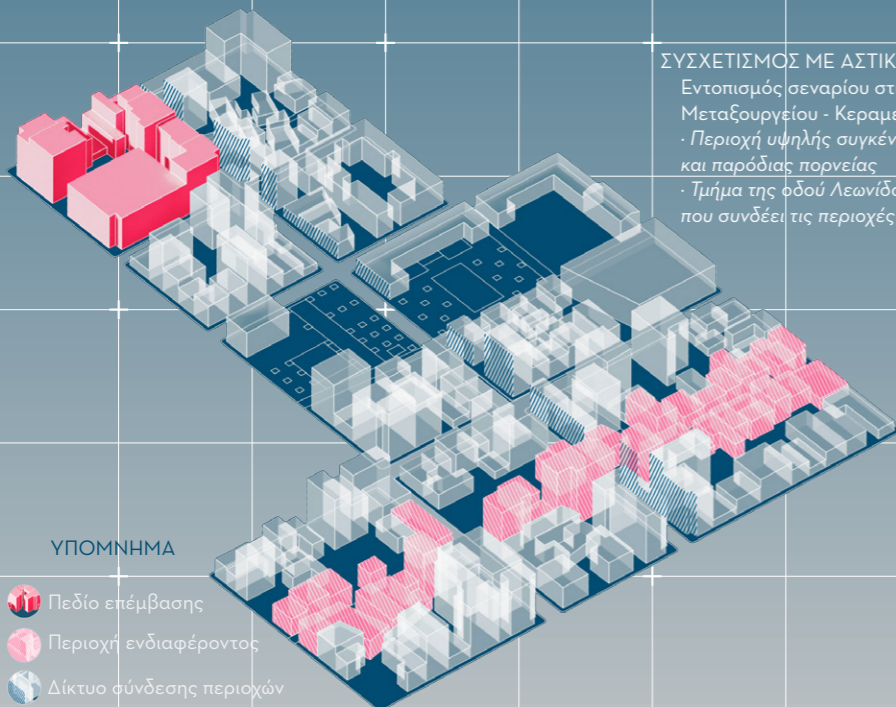 ΣΥΣΧΕΤΙΣΜΟΣ ΜΕ ΑΣΤΙΚ
Εντοπισμός σεναρίου στ
Μεταξουργείου - Κεραμε
· Περιοχή υψηλής συγκέν
και παρόδιας πορνείας
· Τμήμα της οδού Λεωνίδο
που συνδέει τις περιοχές
ΥΠΟΜΝΗΜΑ
Πεδίο επέμβασης
Περιοχή ενδιαφέροντος
Δίκτυο σύνδεσης περιοχών